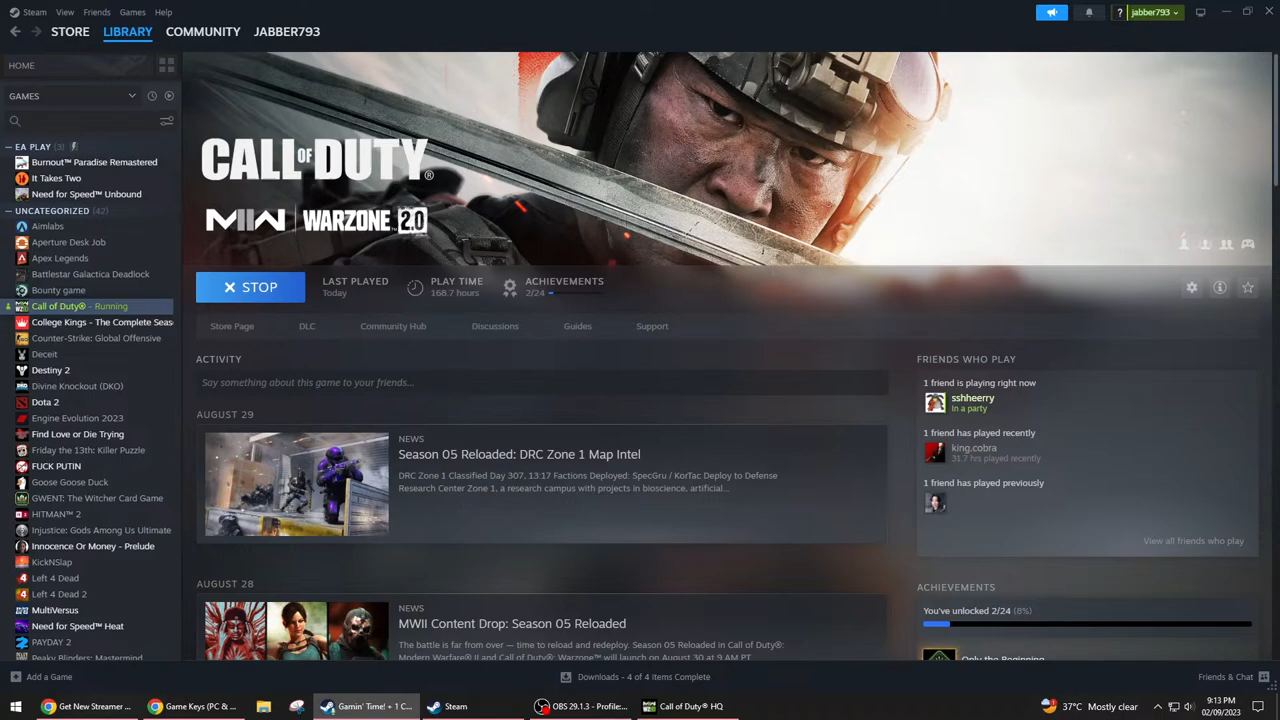 Steam View Friends Games Help
? jabber793
STORE LIBRARY COMMUNITY JABBER793
HOME
GAMES
EA PLAY (3)
Burnout™ Paradise Remastered
It Takes Two
Need for Speed™ Unbound
UNCATEGORIZED (42)
Aimlabs
Aperture Desk Job
Apex Legends
Battlestar Galactica Deadlock
Bounty game
Call of Duty® - Running
College Kings - The Complete Seas
Counter-Strike: Global Offensive
Deceit
Destiny 2
Divine Knockout (DKO)
Dota 2
Engine Evolution 2023
Find Love or Die Trying
Friday the 13th: Killer Puzzle
FUCK PUTIN
Goose Goose Duck
GWENT: The Witcher Card Game
HITMAN™ 2
Injustice: Gods Among Us Ultimate
Innocence Or Money - Prelude
KickNSlap
Left 4 Dead
Left 4 Dead 2
MultiVersus
Need for Speed™ Heat
PAYDAY 2
Peaky Blinders: Mastermind
CALL OF DUTY®
MWII WARZONE™ 2.0
STOP
LAST PLAYED
Today
PLAY TIME
168.7 hours
ACHIEVEMENTS
2/24
Store Page DLC Community Hub Discussions Guides Support
ACTIVITY
Say something about this game to your friends...
AUGUST 29
NEWS
Season 05 Reloaded: DRC Zone 1 Map Intel
DRC Zone 1 Classified Day 307, 13:17 Factions Deployed: SpecGru / KorTac Deploy to Defense
Research Center Zone 1, a research campus with projects in bioscience, artificial...
AUGUST 28
NEWS
MWII Content Drop: Season 05 Reloaded
The battle is far from over — time to reload and redeploy. Season 05 Reloaded in Call of Duty®:
Modern Warfare® II and Call of Duty®: Warzone™ will launch on August 30 at 9 AM PT.
FRIENDS WHO PLAY
1 friend is playing right now
sshheerry
In a party
1 friend has played recently
king.cobra
31.7 hrs played recently
1 friend has played previously
View all friends who play
ACHIEVEMENTS
You've unlocked 2/24 (8%)
Only the Beginning
Add a Game
Downloads - 4 of 4 Items Complete
Friends & Chat
Get New Streamer ...
Game Keys (PC & ...
Gamin' Time! + 1 C...
Steam
OBS 29.1.3 - Profile:...
Call of Duty® HQ
37°C Mostly clear
9:13 PM
02/09/2023